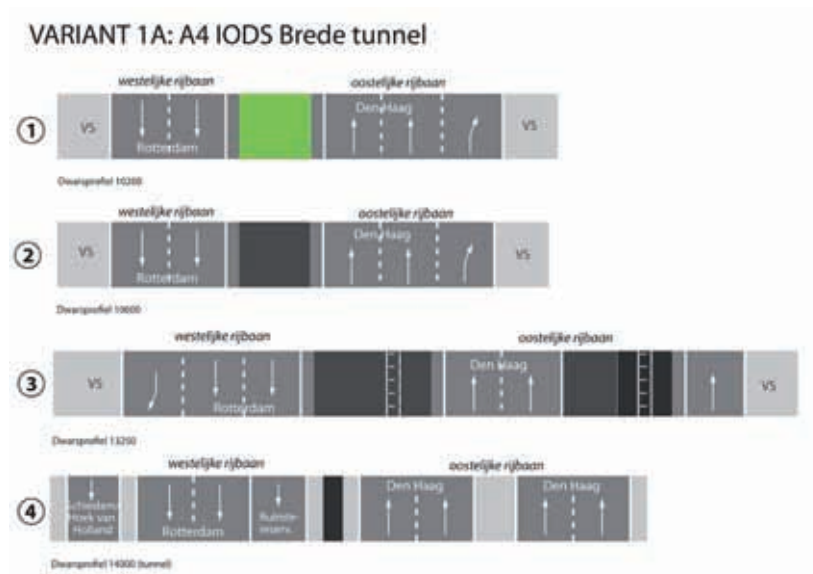 VARIANT 1A: A4 IODS Brede tunnel
westelijke rijbaan
oostelijke rijbaan
1
VS
Rotterdam
Den Haag
VS
Dwarsprofiel 10200
westelijke rijbaan
oostelijke rijbaan
2
VS
Rotterdam
Den Haag
VS
Dwarsprofiel 10600
westelijke rijbaan
oostelijke rijbaan
3
VS
Rotterdam
Den Haag
VS
Dwarsprofiel 13250
westelijke rijbaan
oostelijke rijbaan
4
Schiedam/
Hoek van
Holland
Rotterdam
Ruimte-
reserv.
Den Haag
Den Haag
Dwarsprofiel 14000 (tunnel)